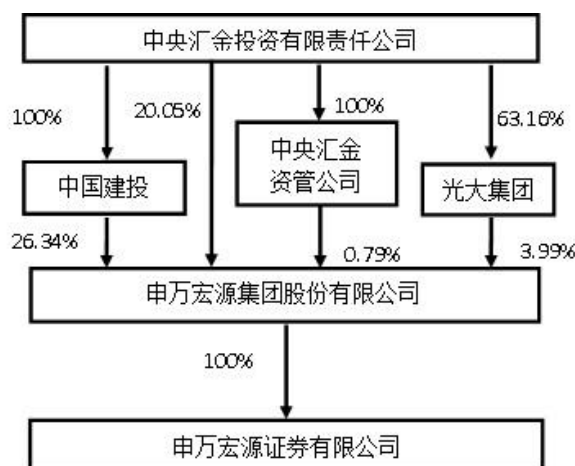 中央汇金投资有限责任公司
100%
20.05%
100%
63.16%
中国建投
中央汇金
资管公司
光大集团
26.34%
0.79%
3.99%
申万宏源集团股份有限公司
100%
申万宏源证券有限公司